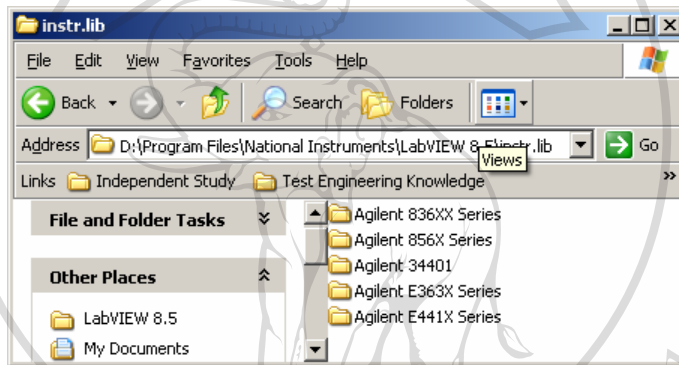 instr.lib
File Edit View Favorites Tools Help
Back Search Folders
Address D:\Program Files\National Instruments\LabVIEW 8.5\instr.lib Go
Views
Links Independent Study Test Engineering Knowledge »
File and Folder Tasks
Other Places
LabVIEW 8.5
My Documents
Agilent 836XX Series
Agilent 856X Series
Agilent 34401
Agilent E363X Series
Agilent E441X Series